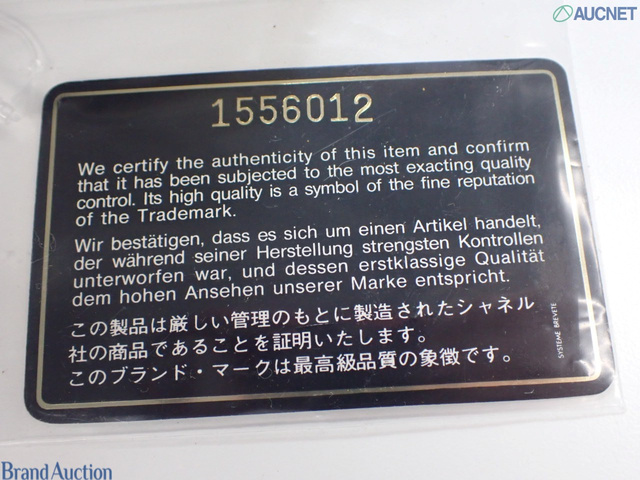 AUCNET
1556012
We certify the authenticity of this item and confirm
that it has been subjected to the most exacting quality
control. Its high quality is a symbol of the fine reputation
of the Trademark.
Wir bestätigen, dass es sich um einen Artikel handelt,
der während seiner Herstellung strengsten Kontrollen
unterworfen war, und dessen erstklassige Qualität
dem hohen Ansehen unserer Marke entspricht.
この製品は厳しい管理のもとに製造されたシャネル
社の商品であることを証明いたします。
このブランド・マークは最高級品質の象徴です。
SYSTEME BREVETE
Brand Auction